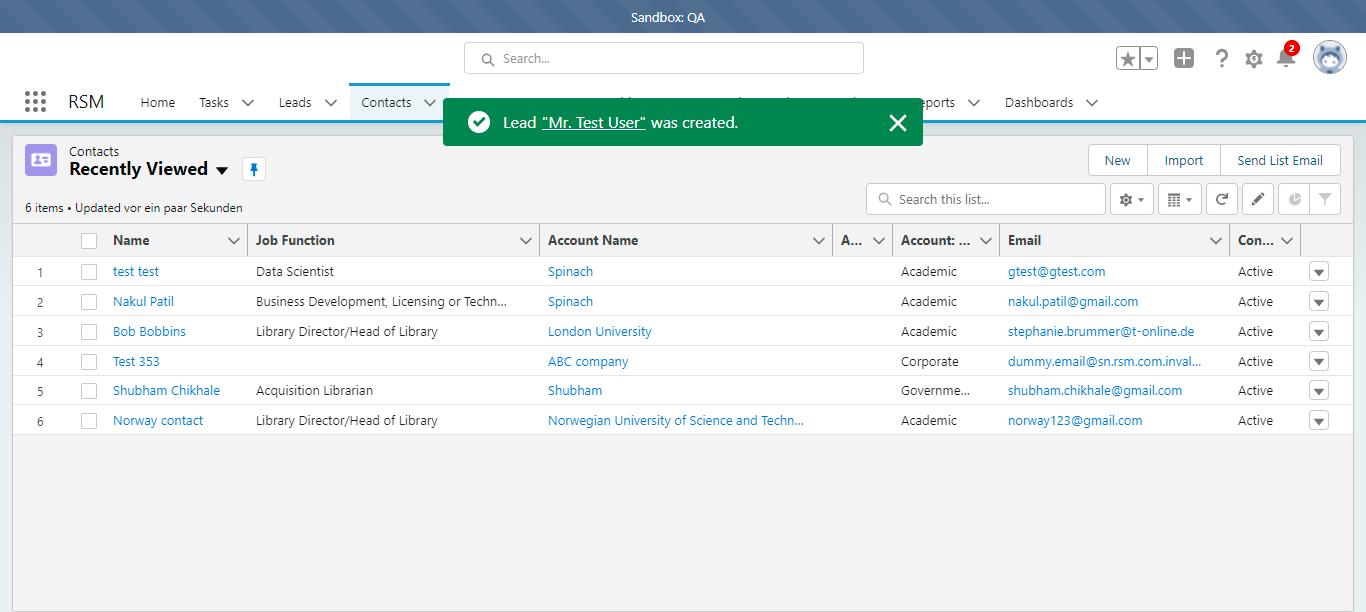 Sandbox: QA
Search...
2
RSM Home Tasks Leads Contacts Dashboards
Lead "Mr. Test User" was created.
Contacts
Recently Viewed
New Import Send List Email
6 items • Updated vor ein paar Sekunden
Search this list...
Name Job Function Account Name A... Account: ... Email Con...
1 test test Data Scientist Spinach Academic gtest@gtest.com Active
2 Nakul Patil Business Development, Licensing or Techn... Spinach Academic nakul.patil@gmail.com Active
3 Bob Bobbins Library Director/Head of Library London University Academic stephanie.brummer@t-online.de Active
4 Test 353 ABC company Corporate dummy.email@sn.rsm.com.inval... Active
5 Shubham Chikhale Acquisition Librarian Shubham Governme... shubham.chikhale@gmail.com Active
6 Norway contact Library Director/Head of Library Norwegian University of Science and Techn... Academic norway123@gmail.com Active